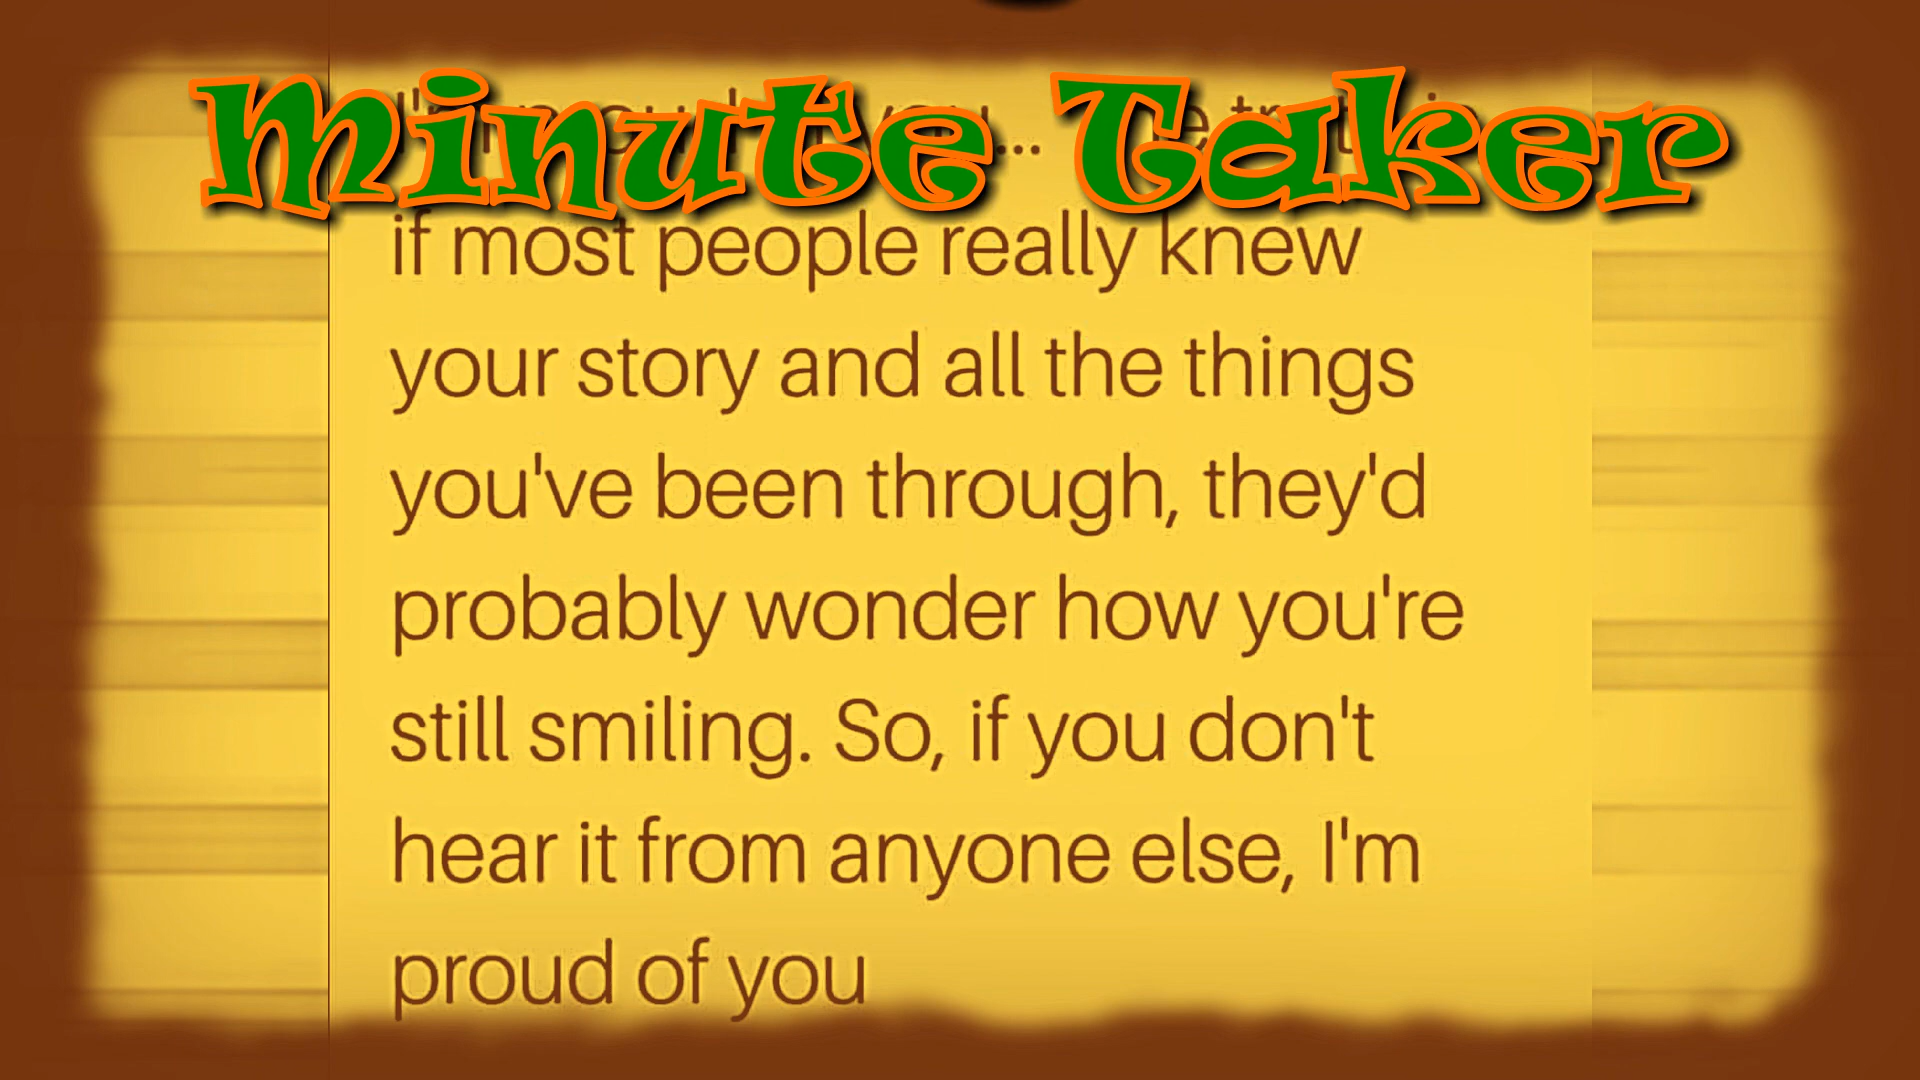 Minute Taker
if most people really knew
your story and all the things
you've been through, they'd
probably wonder how you're
still smiling. So, if you don't
hear it from anyone else, I'm
proud of you